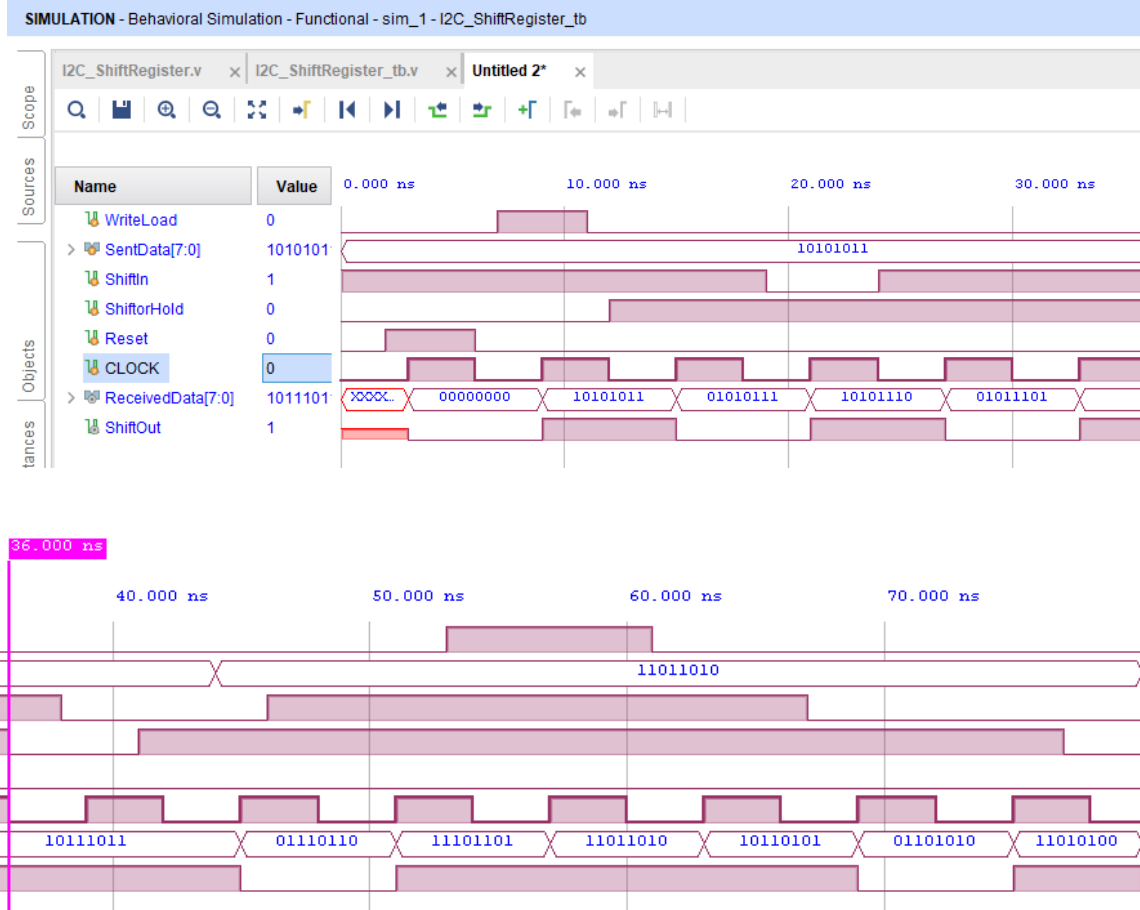 SIMULATION - Behavioral Simulation - Functional - sim_1 - I2C_ShiftRegister_tb
I2C_ShiftRegister.v × I2C_ShiftRegister_tb.v × Untitled 2* ×
Scope
Sources
Objects
tances
Name Value 0.000 ns 10.000 ns 20.000 ns 30.000 ns
WriteLoad 0
SentData[7:0] 1010101 10101011
ShiftIn 1
ShiftorHold 0
Reset 0
CLOCK 0
ReceivedData[7:0] 1011101 XXXX... 00000000 10101011 01010111 10101110 01011101
ShiftOut 1
36.000 ns
40.000 ns 50.000 ns 60.000 ns 70.000 ns
11011010
10111011 01110110 11101101 11011010 10110101 01101010 11010100